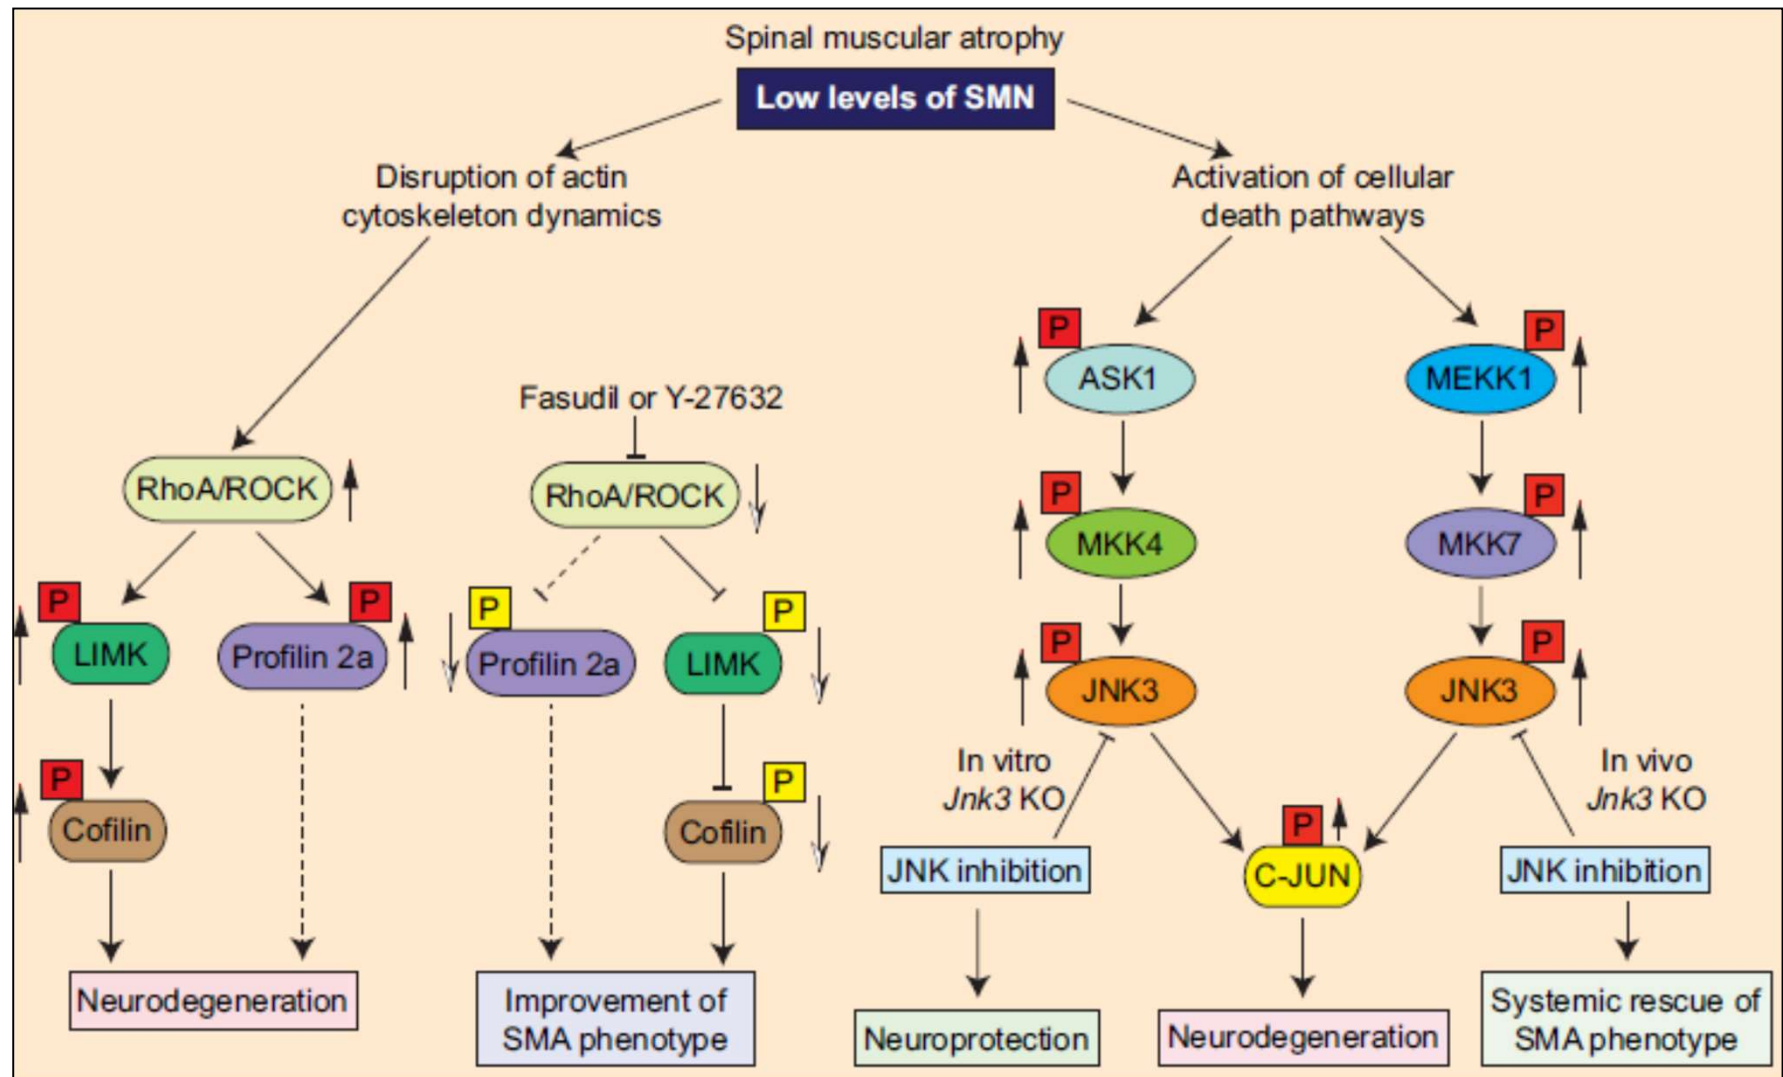 Spinal muscular atrophy
Low levels of SMN
Disruption of actin
cytoskeleton dynamics
Activation of cellular
death pathways
P
ASK1
P
MEKK1
Fasudil or Y-27632
RhoA/ROCK
RhoA/ROCK
P
MKK4
P
MKK7
P
LIMK
P
Profilin 2a
P
Profilin 2a
P
LIMK
P
JNK3
P
JNK3
In vitro
Jnk3 KO
In vivo
Jnk3 KO
P
Cofilin
P
Cofilin
JNK inhibition
P
C-JUN
JNK inhibition
Neurodegeneration
Improvement of
SMA phenotype
Neuroprotection
Neurodegeneration
Systemic rescue of
SMA phenotype